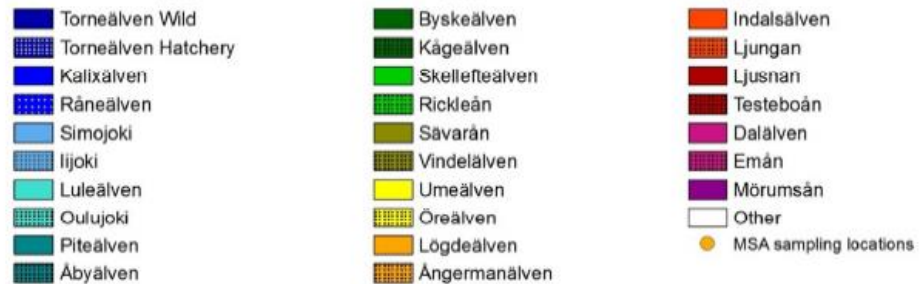 Torneälven Wild
Torneälven Hatchery
Kalixälven
Råneälven
Simojoki
Iijoki
Luleälven
Oulujoki
Piteälven
Åbyälven
Byskeälven
Kågeälven
Skellefteälven
Rickleån
Sävarån
Vindelälven
Umeälven
Öreälven
Lögdeälven
Ångermanälven
Indalsälven
Ljungan
Ljusnan
Testeboån
Dalälven
Emån
Mörumsån
Other
MSA sampling locations